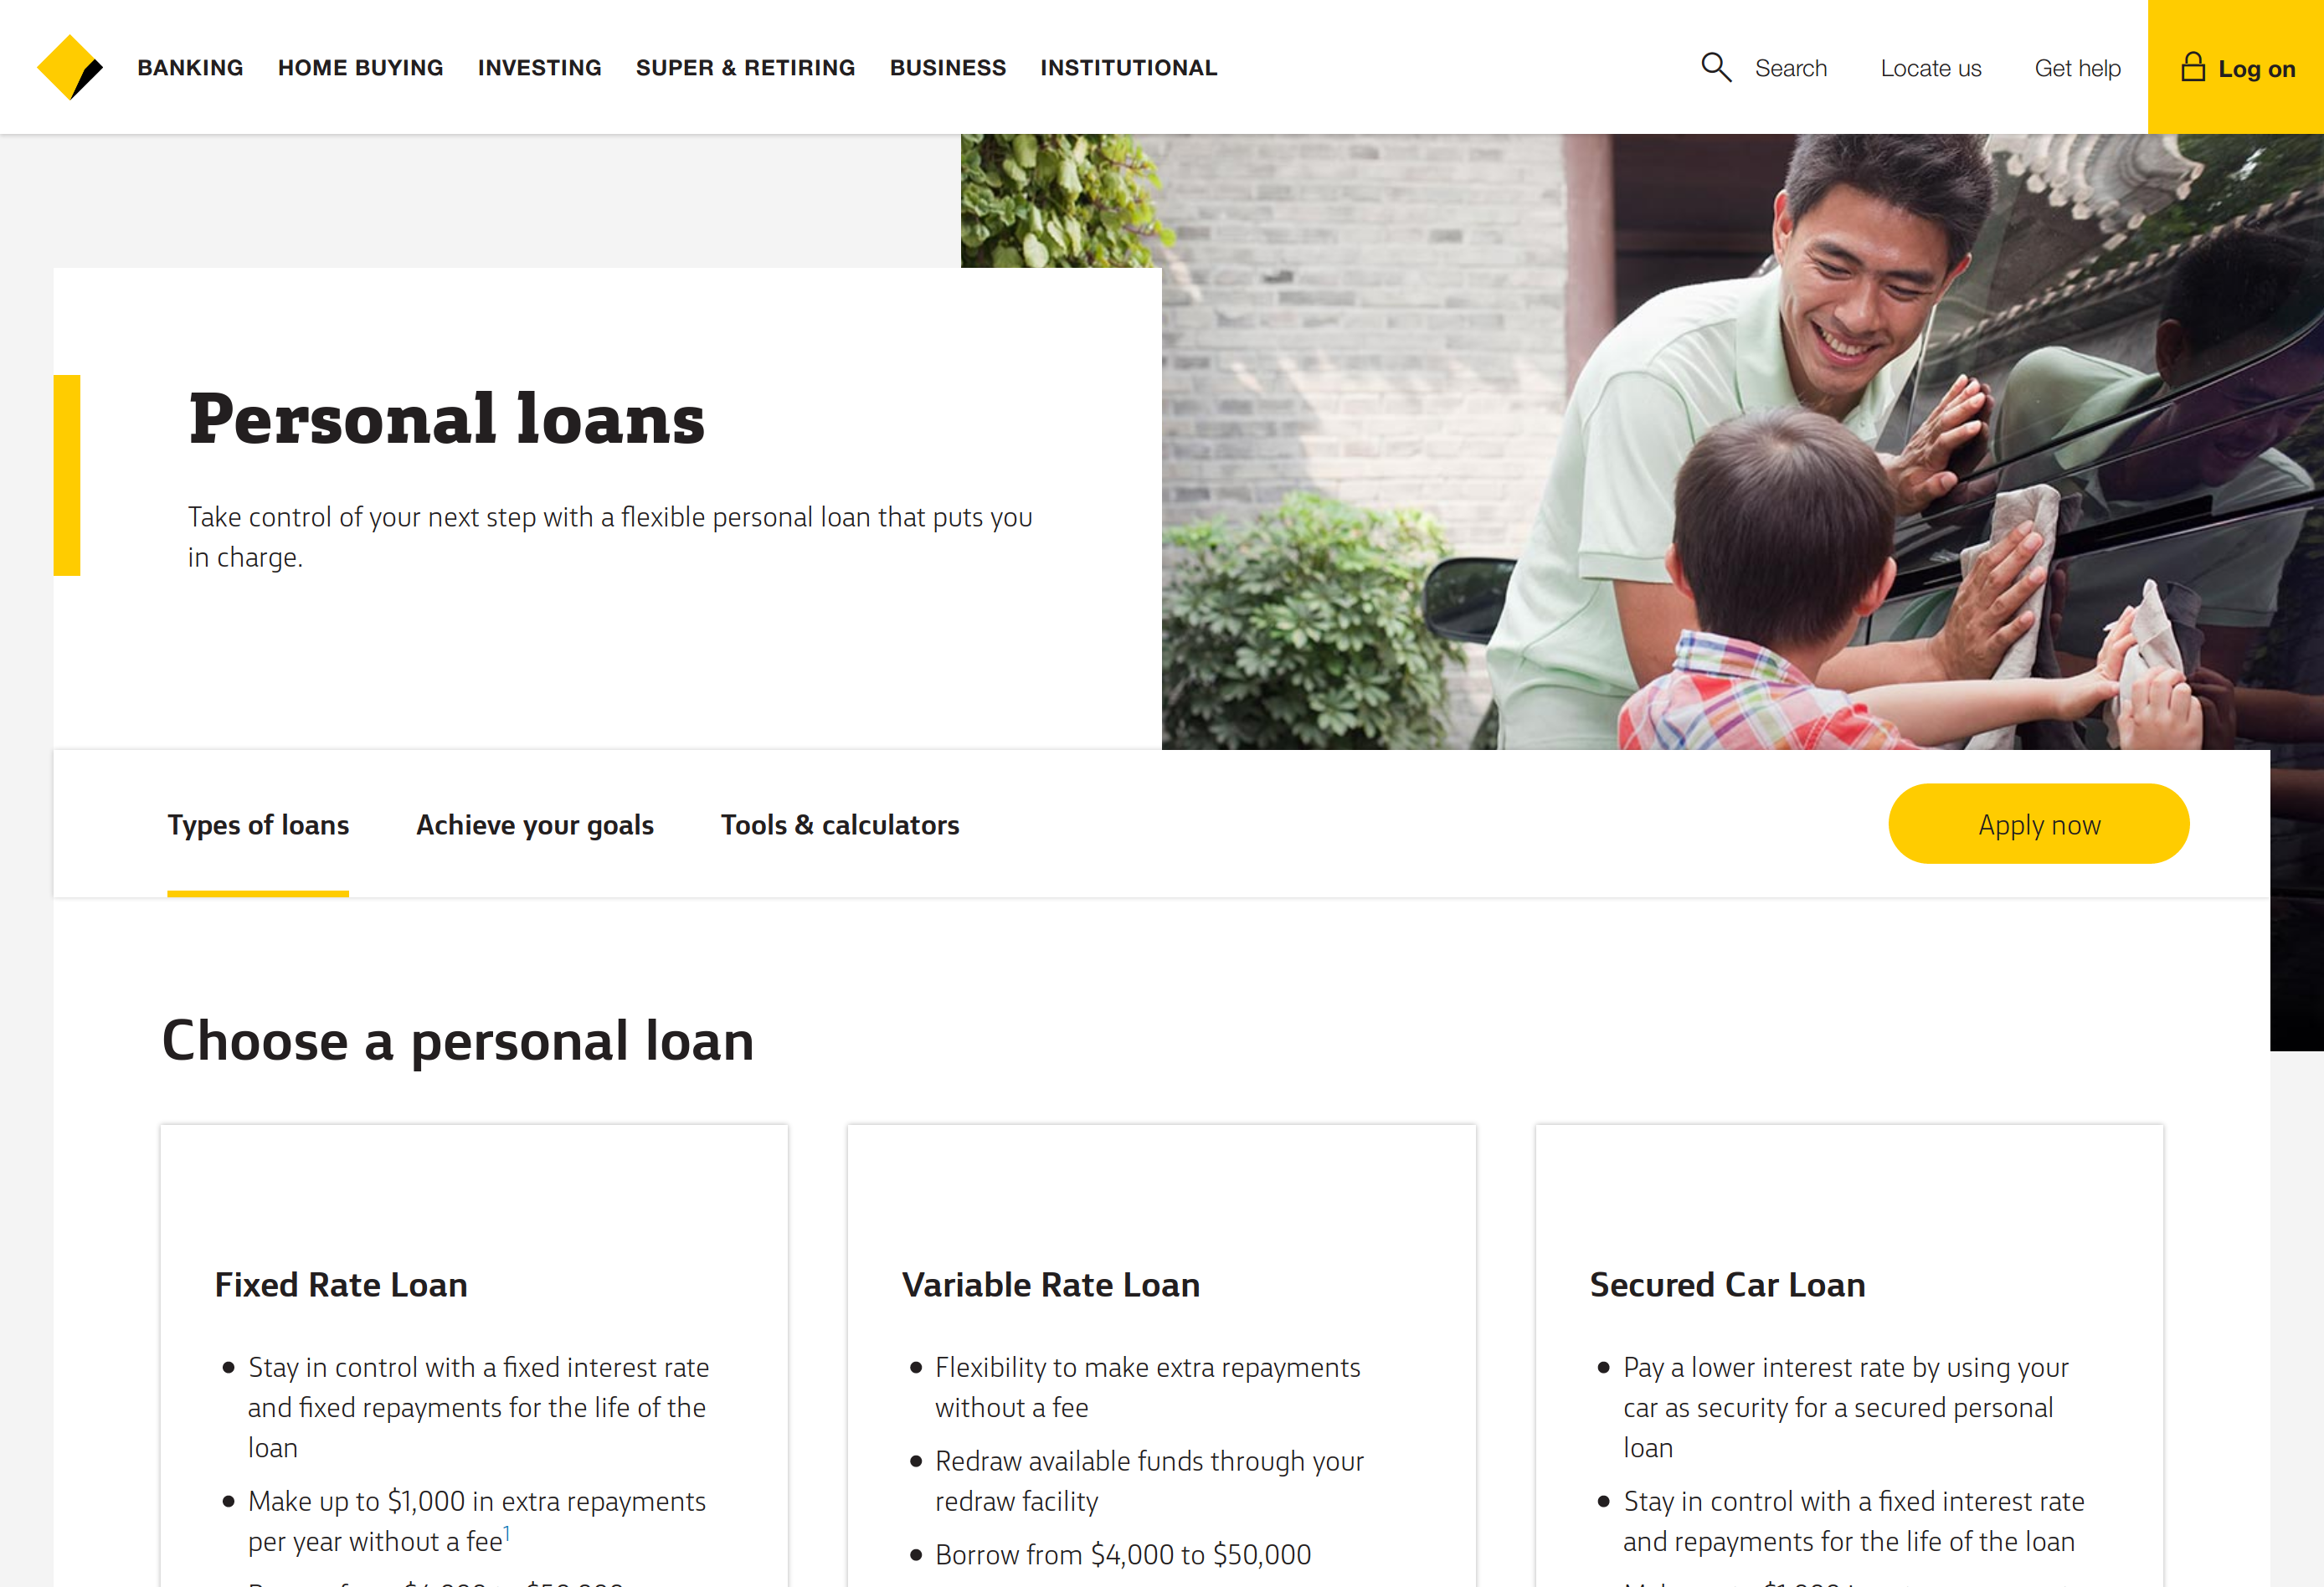 BANKING HOME BUYING INVESTING SUPER & RETIRING BUSINESS INSTITUTIONAL Search Locate us Get help Log on
Personal loans
Take control of your next step with a flexible personal loan that puts you
in charge.
Types of loans Achieve your goals Tools & calculators Apply now
Choose a personal loan
Fixed Rate Loan
Stay in control with a fixed interest rate
and fixed repayments for the life of the
loan
Make up to $1,000 in extra repayments
per year without a fee1
Variable Rate Loan
Flexibility to make extra repayments
without a fee
Redraw available funds through your
redraw facility
Borrow from $4,000 to $50,000
Secured Car Loan
Pay a lower interest rate by using your
car as security for a secured personal
loan
Stay in control with a fixed interest rate
and repayments for the life of the loan